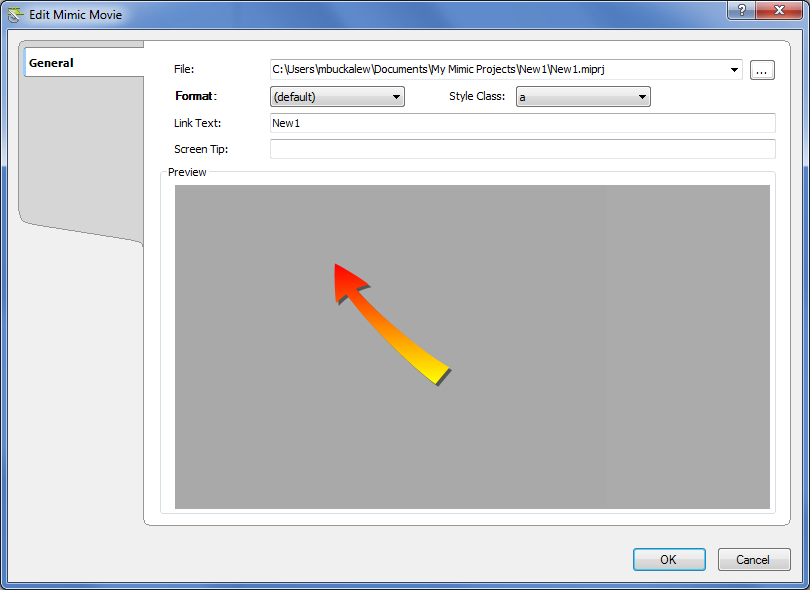 Edit Mimic Movie
?
General
File: C:\Users\mbuckalew\Documents\My Mimic Projects\New1\New1.miprj ...
Format: (default) Style Class: a
Link Text: New1
Screen Tip:
Preview
OK Cancel